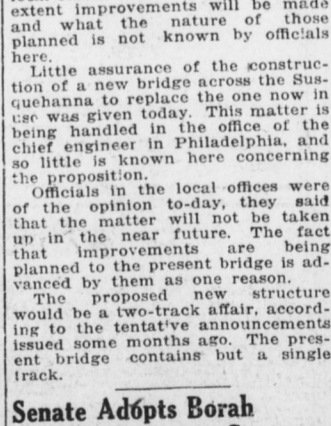 extent improvements will be made
and what the nature of those
planned is not known by officials
here.
Little assurance of the construc-
tion of a new bridge across the Sus-
quehanna to replace the one now in
use was given today. This matter is
being handled in the office of the
chief engineer in Philadelphia, and
so little is known here concerning
the proposition.
Officials in the local offices were
of the opinion to-day, they said
that the matter will not be taken
up in the near future. The fact
that improvements are being
planned to the present bridge is ad-
vanced by them as one reason.
The proposed new structure
would be a two-track affair, accord-
ing to the tentative announcements
issued some months ago. The pres-
ent bridge contains but a single
track.
Senate Adopts Borah